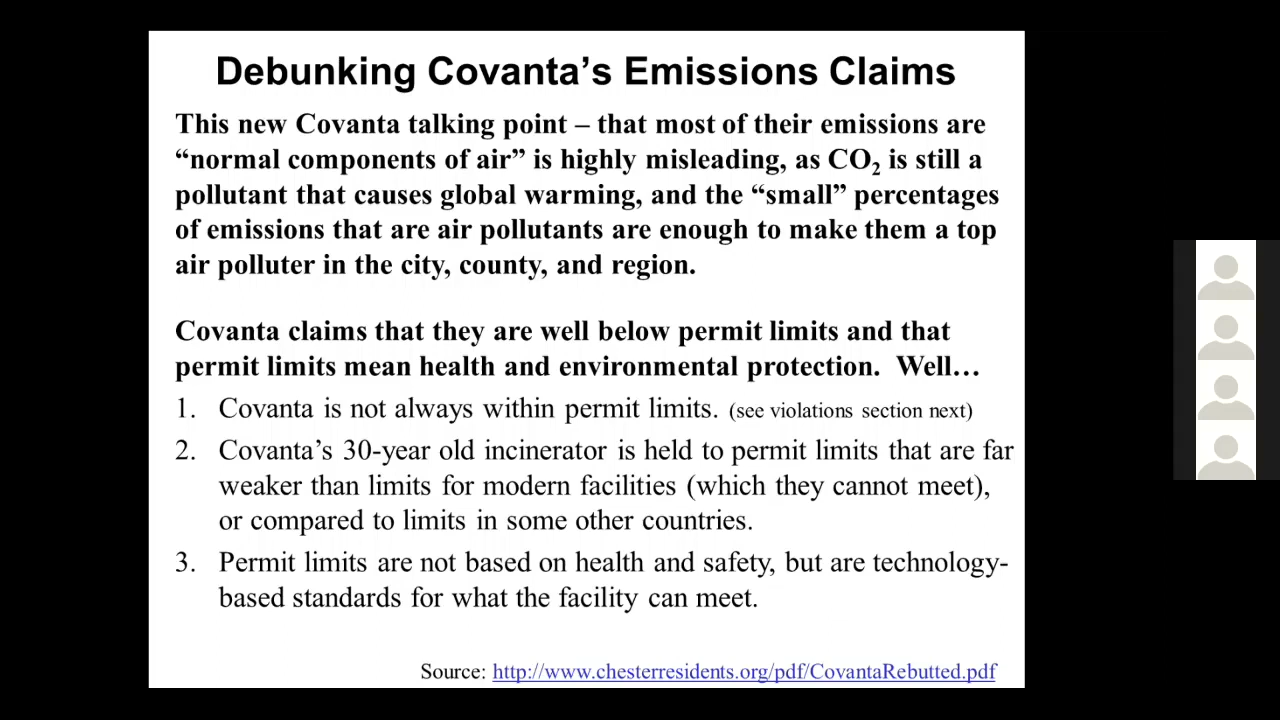 Debunking Covanta’s Emissions Claims
This new Covanta talking point – that most of their emissions are
“normal components of air” is highly misleading, as CO₂ is still a
pollutant that causes global warming, and the “small” percentages
of emissions that are air pollutants are enough to make them a top
air polluter in the city, county, and region.
Covanta claims that they are well below permit limits and that
permit limits mean health and environmental protection.  Well…
1. Covanta is not always within permit limits. (see violations section next)
2. Covanta’s 30-year old incinerator is held to permit limits that are far
weaker than limits for modern facilities (which they cannot meet),
or compared to limits in some other countries.
3. Permit limits are not based on health and safety, but are technology-
based standards for what the facility can meet.
Source: http://www.chesterresidents.org/pdf/CovantaRebutted.pdf